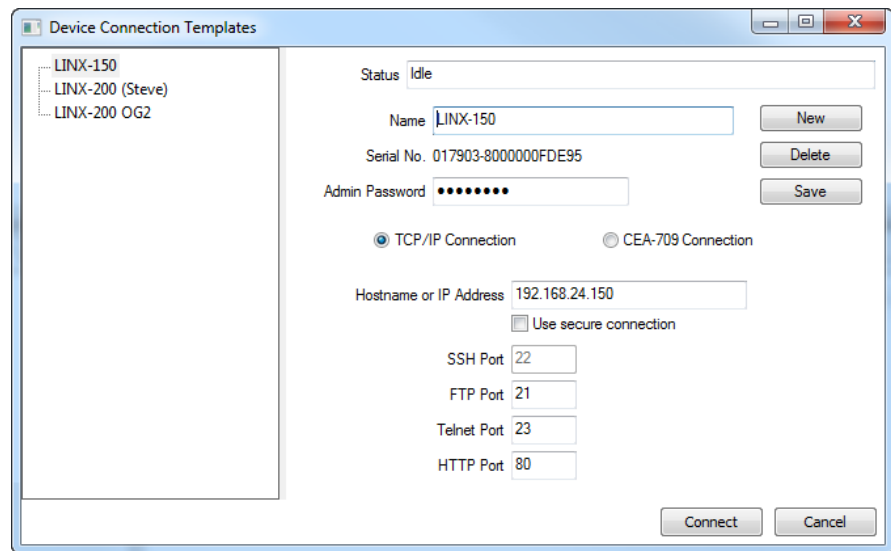 Device Connection Templates
LINX-150
LINX-200 (Steve)
LINX-200 OG2
Status Idle
Name LINX-150 New
Serial No. 017903-8000000FDE95 Delete
Admin Password ●●●●●●●● Save
TCP/IP Connection CEA-709 Connection
Hostname or IP Address 192.168.24.150
Use secure connection
SSH Port 22
FTP Port 21
Telnet Port 23
HTTP Port 80
Connect Cancel